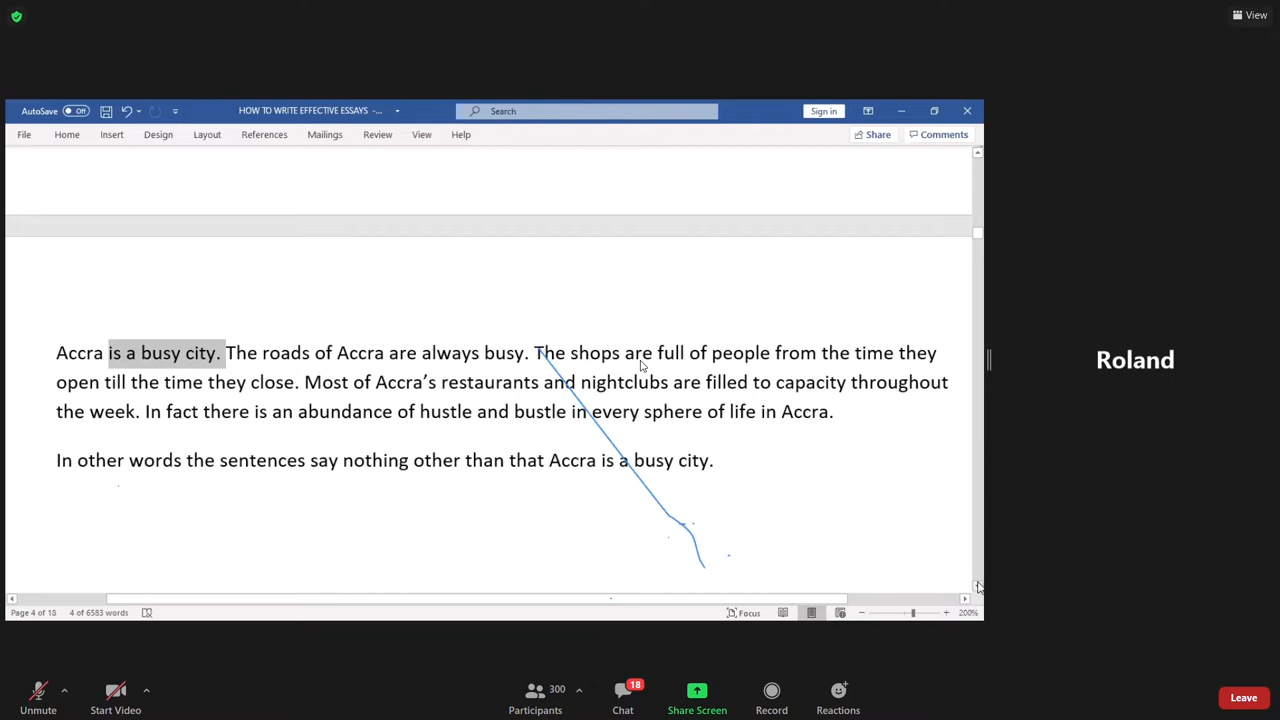 View
AutoSave Off HOW TO WRITE EFFECTIVE ESSAYS -... Search Sign in
File Home Insert Design Layout References Mailings Review View Help Share Comments
Accra is a busy city. The roads of Accra are always busy. The shops are full of people from the time they
open till the time they close. Most of Accra’s restaurants and nightclubs are filled to capacity throughout
the week. In fact there is an abundance of hustle and bustle in every sphere of life in Accra.
In other words the sentences say nothing other than that Accra is a busy city.
Roland
Page 4 of 18 4 of 6583 words Focus 200%
300 18
Unmute Start Video Participants Chat Share Screen Record Reactions Leave